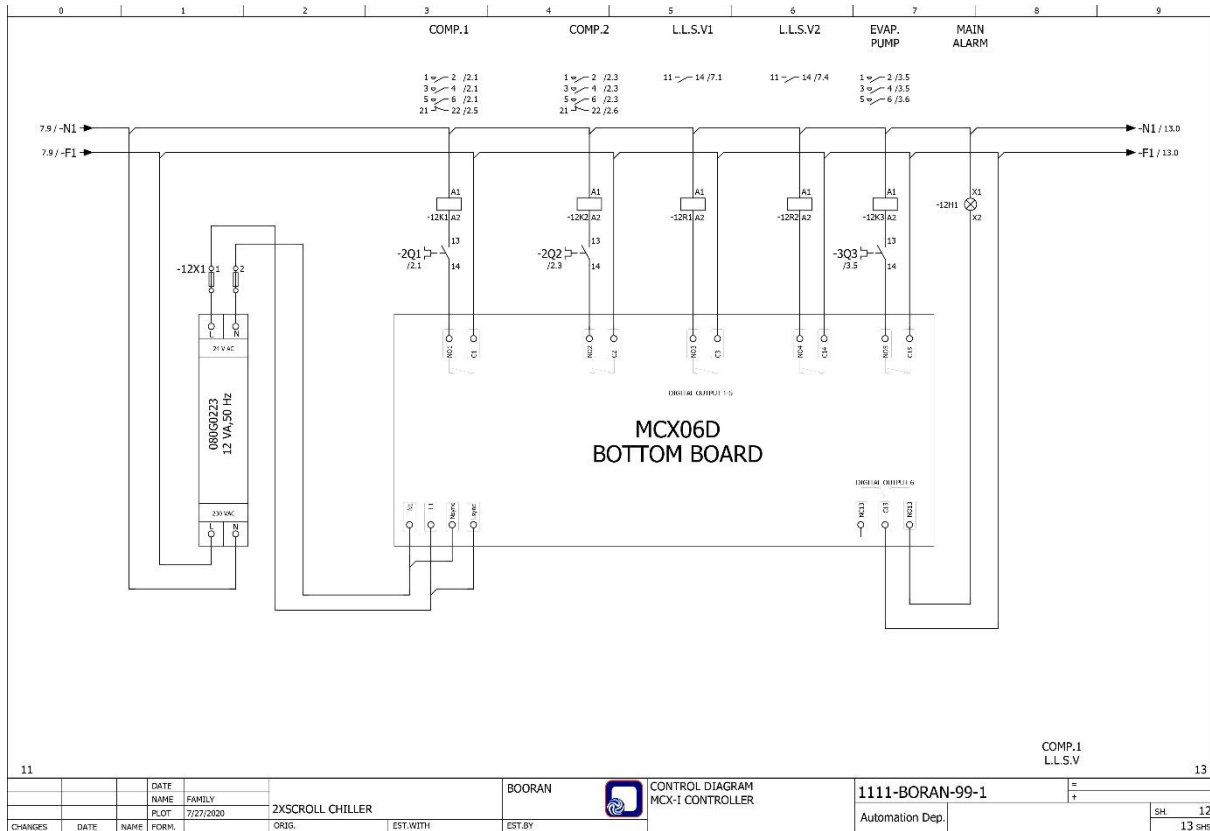 0 1 2 3 4 5 6 7 8 9
COMP.1 COMP.2 L.L.S.V1 L.L.S.V2 EVAP. PUMP MAIN ALARM
1 2 /2.1 1 2 /2.3 11 14 /7.1 11 14 /7.4 1 2 /3.5
3 4 /2.1 3 4 /2.3 3 4 /3.5
5 6 /2.1 5 6 /2.3 5 6 /3.6
21 22 /2.5 21 22 /2.6
7.9 / -N1 -N1 / 13.0
7.9 / -F1 -F1 / 13.0
A1 A1 A1 A1 A1 X1
-12K1 A2 -12K2 A2 -12R1 A2 -12R2 A2 -12K3 A2 -12H1 X2
13 13 13
-2Q1 -2Q2 -3Q3
/2.1 14 /2.3 14 /3.5 14
-12X1 1 2
L N
24 V AC
080G0223
12 VA,50 Hz
230 VAC
L N
NO1 C1 NO2 C2 NO3 C3 NO4 C14 C15
DIGITAL OUTPUT 1-5
MCX06D
BOTTOM BOARD
DIGITAL OUTPUT 6
Nsync Lsync NC13 C13 NO13
COMP.1
L.L.S.V
11 13
DATE
NAME FAMILY
PLOT 7/27/2020
CHANGES DATE NAME FORM.
2XSCROLL CHILLER
ORIG. EST.WITH EST.BY
BOORAN
CONTROL DIAGRAM
MCX-I CONTROLLER
1111-BORAN-99-1
Automation Dep.
=
+
SH. 12
13 SHS